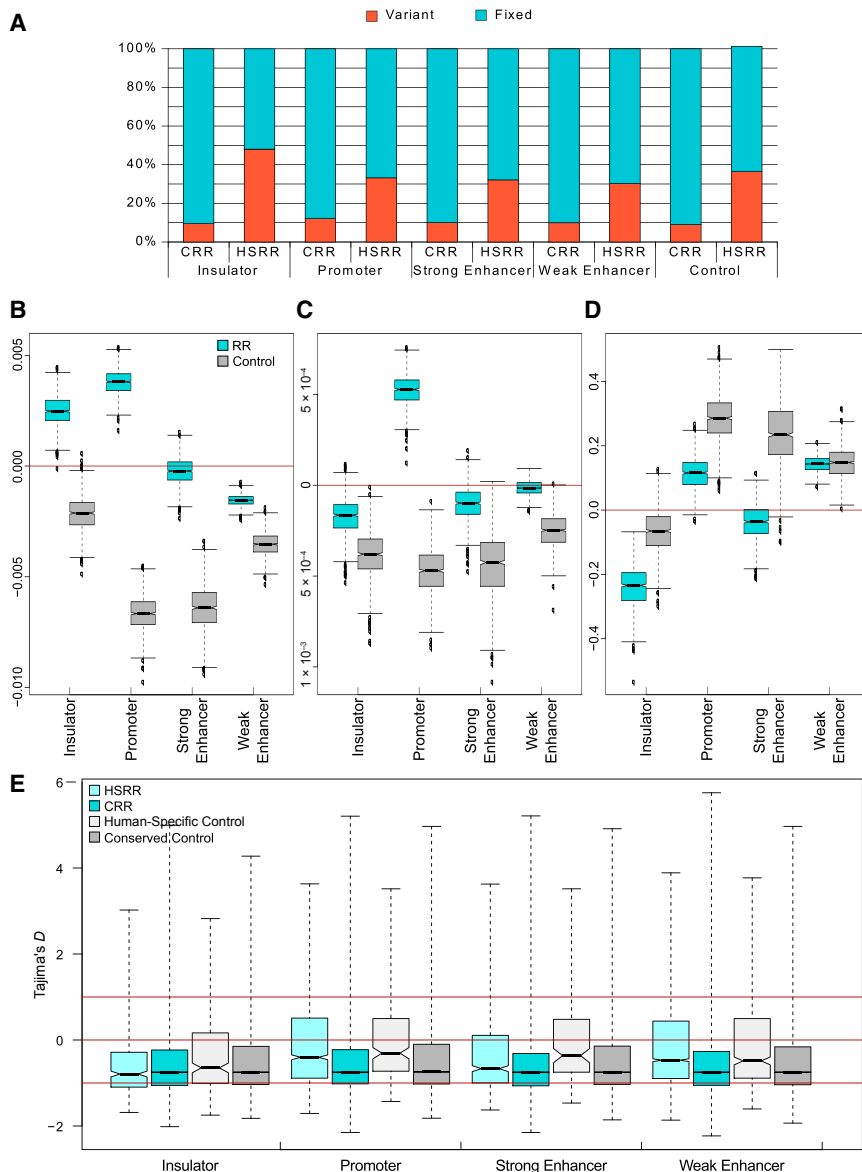 Variant Fixed
A
100%
80%
60%
40%
20%
0%
CRR HSRR CRR HSRR CRR HSRR CRR HSRR CRR HSRR
Insulator Promoter Strong Enhancer Weak Enhancer Control
B C D
RR
Control
0.005
0.000
−0.005
−0.010
5 × 10⁻⁴
0
5 × 10⁻⁴
1 × 10⁻³
0.4
0.2
0.0
−0.2
−0.4
Insulator
Promoter
Strong
Enhancer
Weak
Enhancer
Insulator
Promoter
Strong
Enhancer
Weak
Enhancer
Insulator
Promoter
Strong
Enhancer
Weak
Enhancer
E
HSRR
CRR
Human-Specific Control
Conserved Control
Tajima's D
6
4
2
0
−2
Insulator Promoter Strong Enhancer Weak Enhancer